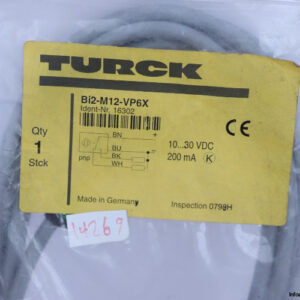 TURCK
Bi2-M12-VP6X
Ident-Nr. 16302
Qty
1
Stck
BN
+
BU
-
BK
WH
pnp
CE
10...30 VDC
200 mA (K)
Made in Germany
Inspection 0798H
14269